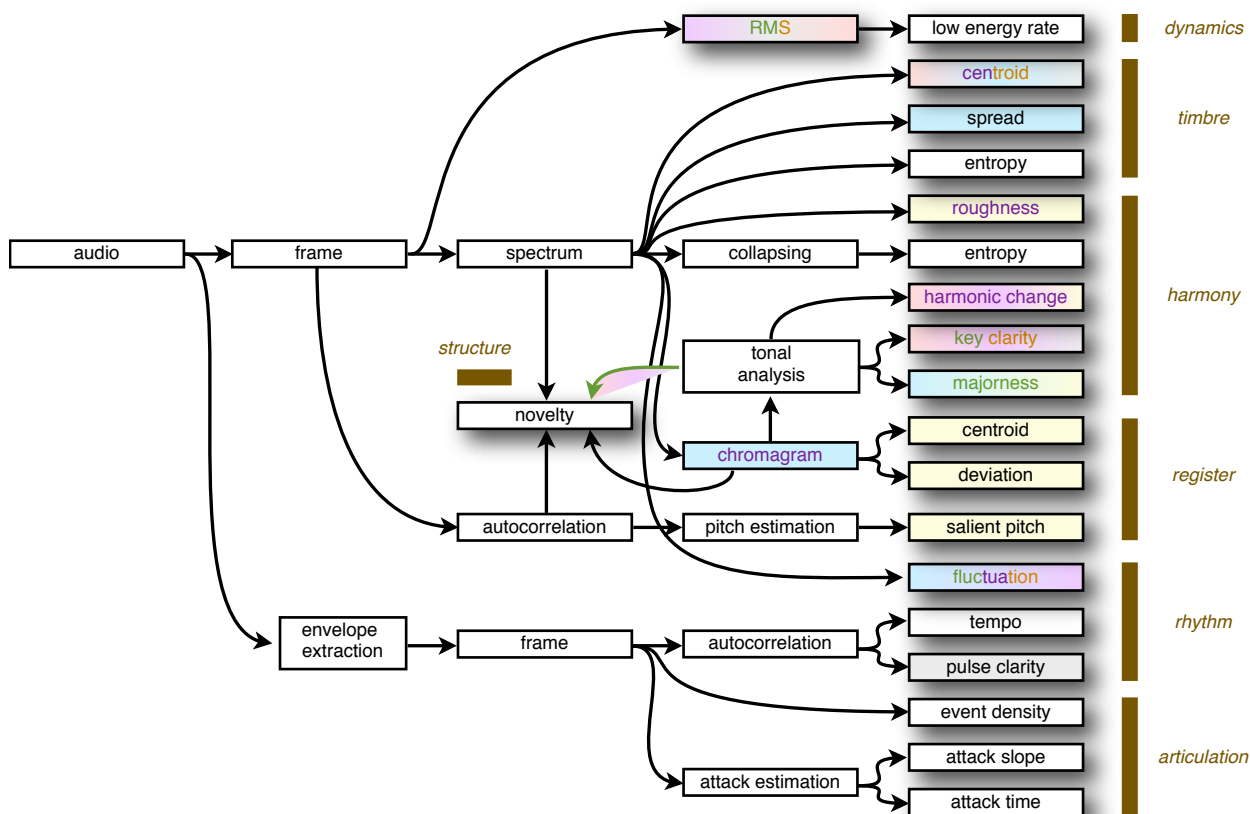 RMS
low energy rate
dynamics
centroid
spread
timbre
entropy
roughness
audio
frame
spectrum
collapsing
entropy
harmonic change
harmony
structure
tonal
analysis
key clarity
majorness
novelty
chromagram
centroid
deviation
register
autocorrelation
pitch estimation
salient pitch
fluctuation
envelope
extraction
frame
autocorrelation
tempo
rhythm
pulse clarity
event density
attack estimation
attack slope
articulation
attack time